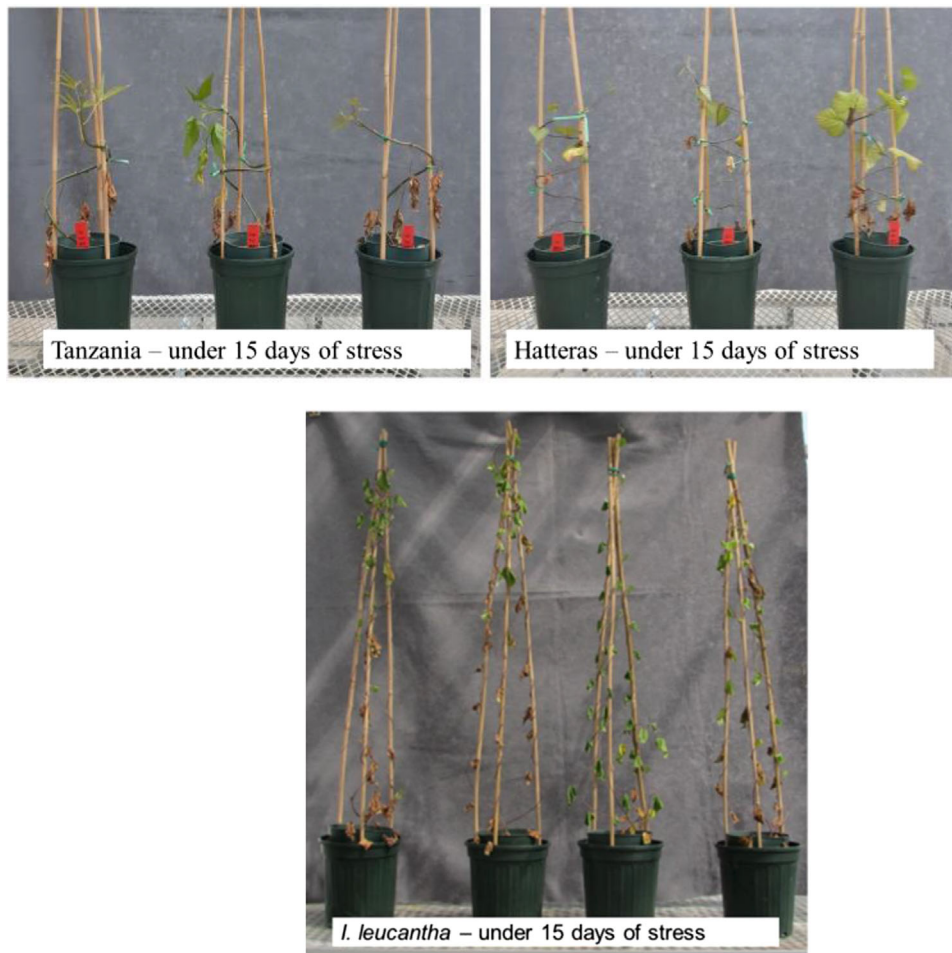 Tanzania – under 15 days of stress
Hatteras – under 15 days of stress
I. leucantha – under 15 days of stress